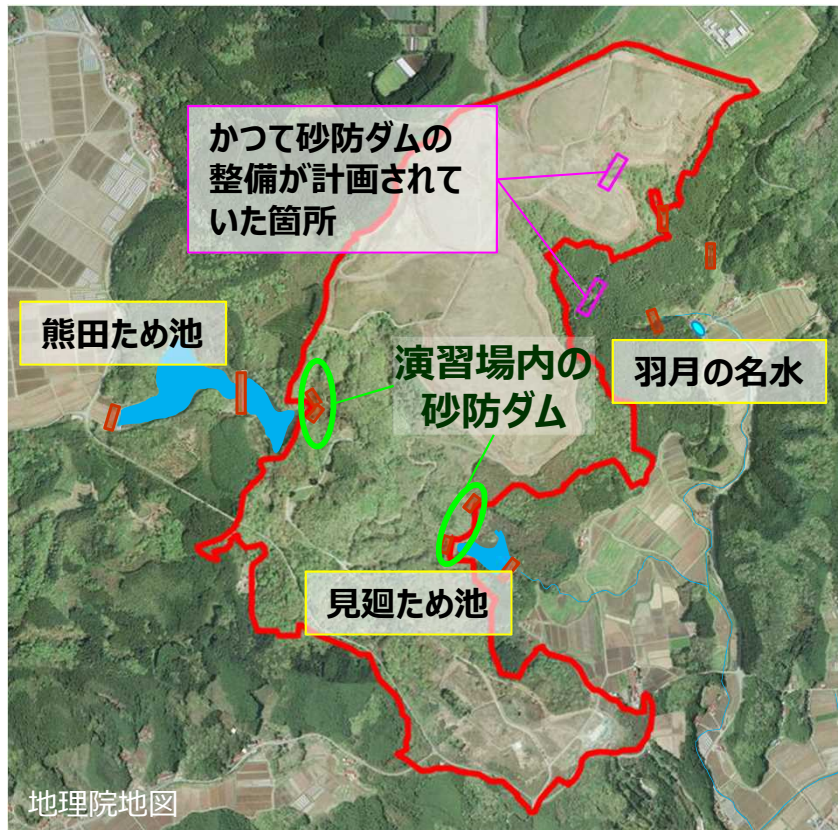 かつて砂防ダムの
整備が計画されて
いた箇所
熊田ため池
演習場内の
砂防ダム
羽月の名水
見廻ため池
地理院地図